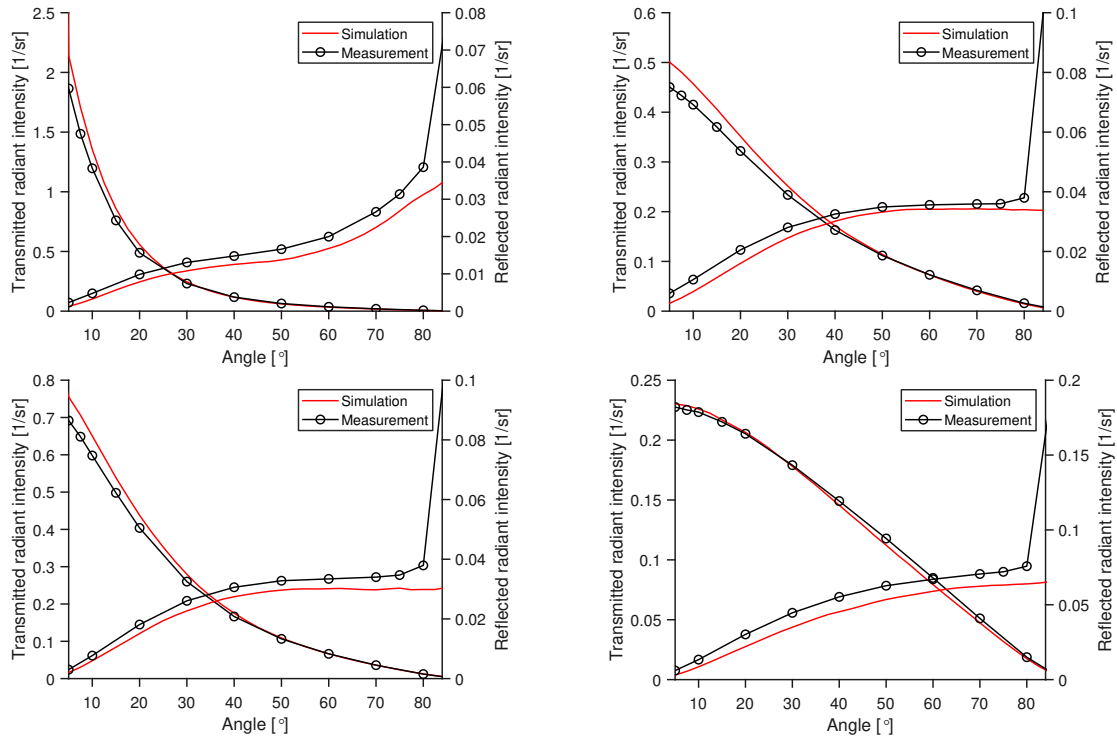 Transmitted radiant intensity [1/sr]
2.5
2
1.5
1
0.5
0
Simulation
Measurement
0.08
0.07
0.06
0.05
0.04
0.03
0.02
0.01
0
Reflected radiant intensity [1/sr]
10 20 30 40 50 60 70 80
Angle [°]
Transmitted radiant intensity [1/sr]
0.6
0.5
0.4
0.3
0.2
0.1
0
Simulation
Measurement
0.1
0.08
0.06
0.04
0.02
0
Reflected radiant intensity [1/sr]
10 20 30 40 50 60 70 80
Angle [°]
Transmitted radiant intensity [1/sr]
0.8
0.7
0.6
0.5
0.4
0.3
0.2
0.1
0
Simulation
Measurement
0.1
0.08
0.06
0.04
0.02
0
Reflected radiant intensity [1/sr]
10 20 30 40 50 60 70 80
Angle [°]
Transmitted radiant intensity [1/sr]
0.25
0.2
0.15
0.1
0.05
0
Simulation
Measurement
0.2
0.15
0.1
0.05
0
Reflected radiant intensity [1/sr]
10 20 30 40 50 60 70 80
Angle [°]